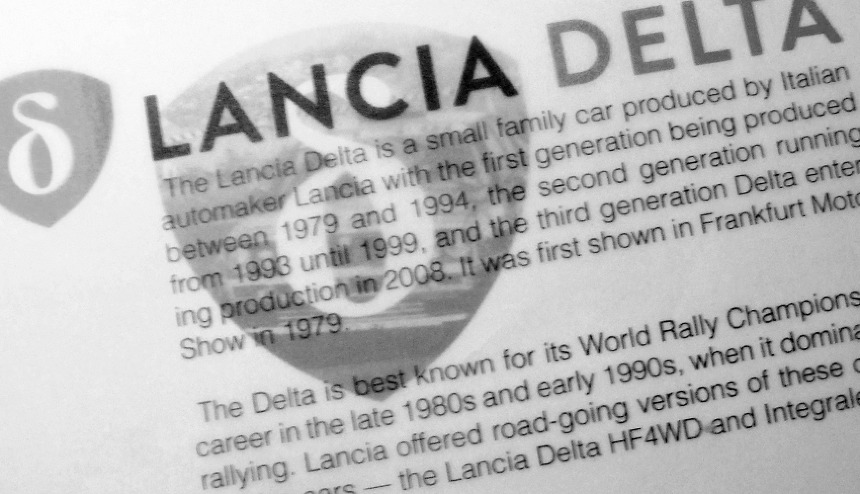 δ LANCIA DELTA
The Lancia Delta is a small family car produced by Italian
automaker Lancia with the first generation being produced
between 1979 and 1994, the second generation running
from 1993 until 1999, and the third generation Delta enter
ing production in 2008. It was first shown in Frankfurt Moto
Show in 1979.
The Delta is best known for its World Rally Champions
career in the late 1980s and early 1990s, when it domina
rallying. Lancia offered road-going versions of these
— the Lancia Delta HF4WD and Integrale